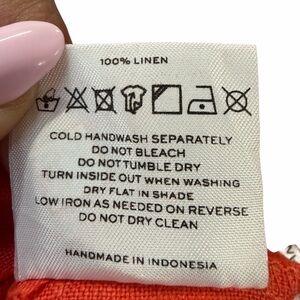 100% LINEN
COLD HANDWASH SEPARATELY
DO NOT BLEACH
DO NOT TUMBLE DRY
TURN INSIDE OUT WHEN WASHING
DRY FLAT IN SHADE
LOW IRON AS NEEDED ON REVERSE
DO NOT DRY CLEAN
HANDMADE IN INDONESIA